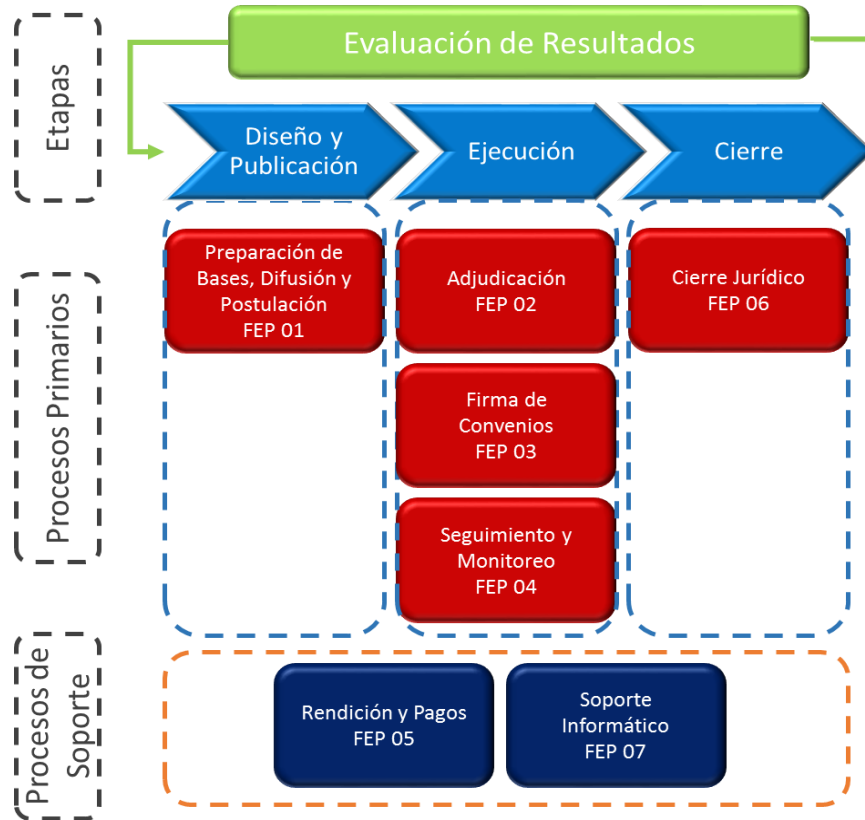 Evaluación de Resultados
Etapas
Diseño y
Publicación
Ejecución
Cierre
Procesos Primarios
Preparación de
Bases, Difusión y
Postulación
FEP 01
Adjudicación
FEP 02
Cierre Jurídico
FEP 06
Firma de
Convenios
FEP 03
Seguimiento y
Monitoreo
FEP 04
Procesos de
Soporte
Rendición y Pagos
FEP 05
Soporte
Informático
FEP 07